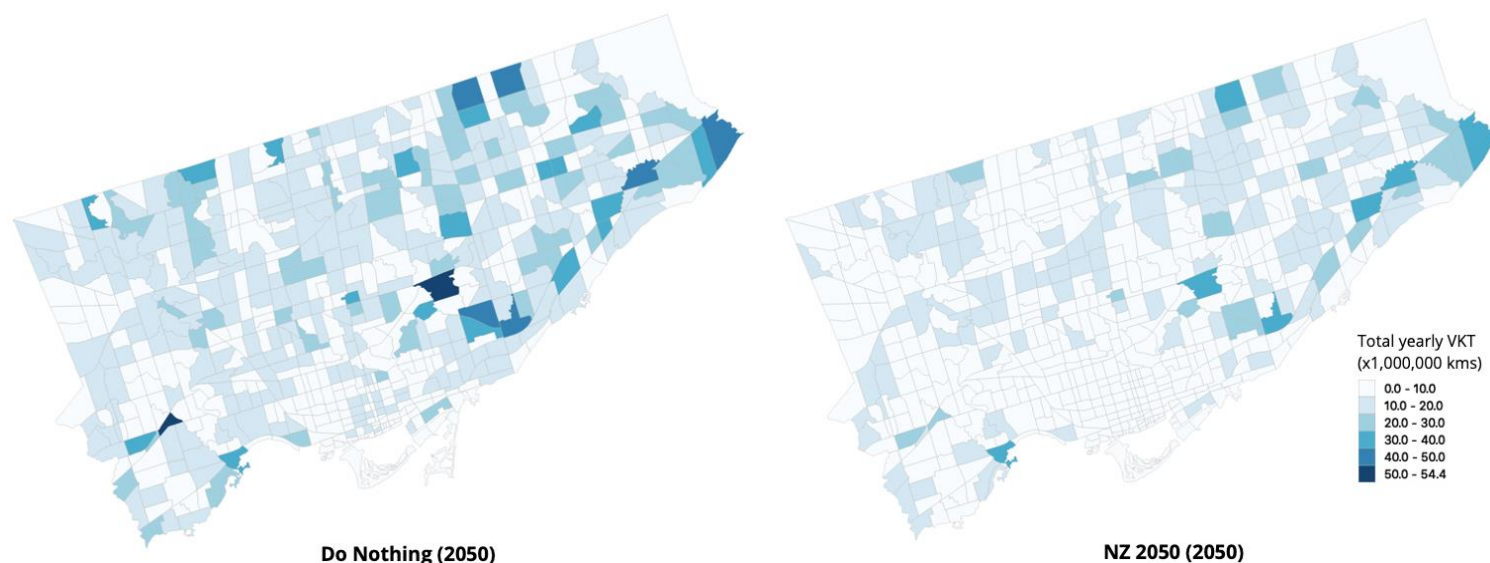 Total yearly VKT
(x1,000,000 kms)
0.0 - 10.0
10.0 - 20.0
20.0 - 30.0
30.0 - 40.0
40.0 - 50.0
50.0 - 54.4
Do Nothing (2050)
NZ 2050 (2050)